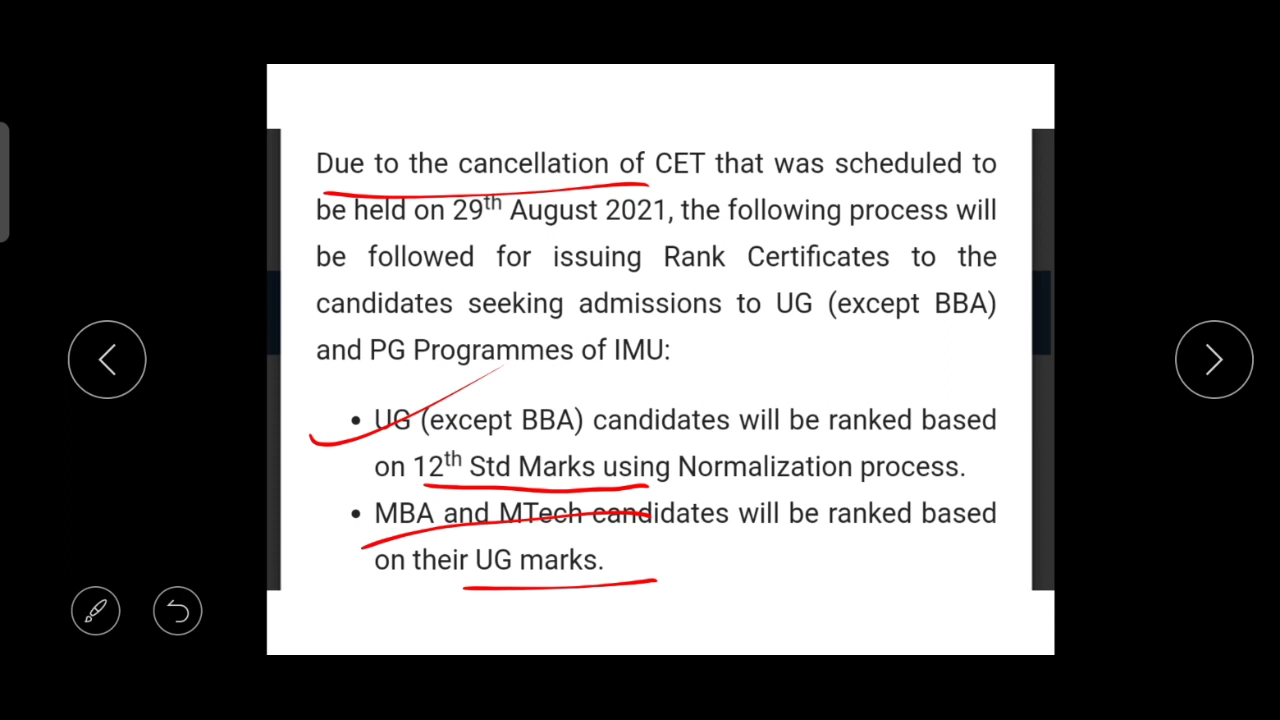 Due to the cancellation of CET that was scheduled to
be held on 29th August 2021, the following process will
be followed for issuing Rank Certificates to the
candidates seeking admissions to UG (except BBA)
and PG Programmes of IMU:
• UG (except BBA) candidates will be ranked based
on 12th Std Marks using Normalization process.
• MBA and MTech candidates will be ranked based
on their UG marks.